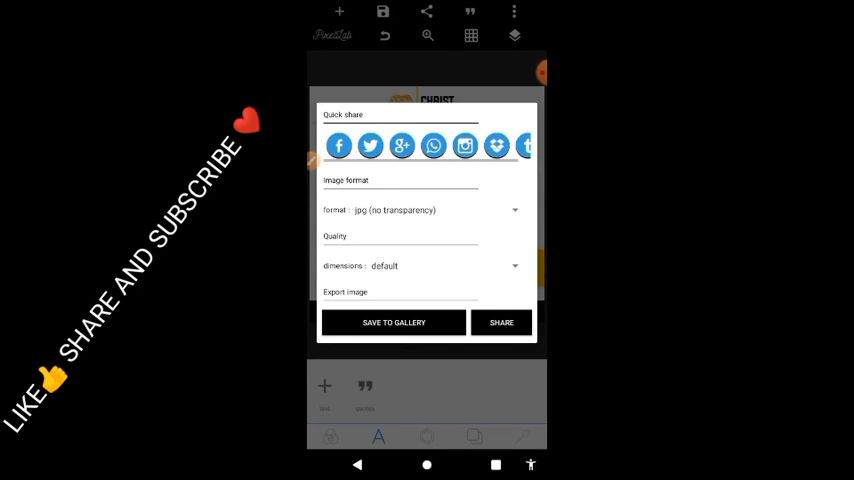 PixelLab
CHRIST
Quick share
Image format
format : jpg (no transparency)
Quality
dimensions : default
Export image
SAVE TO GALLERY
SHARE
LIKE👍 SHARE AND SUBSCRIBE ❤